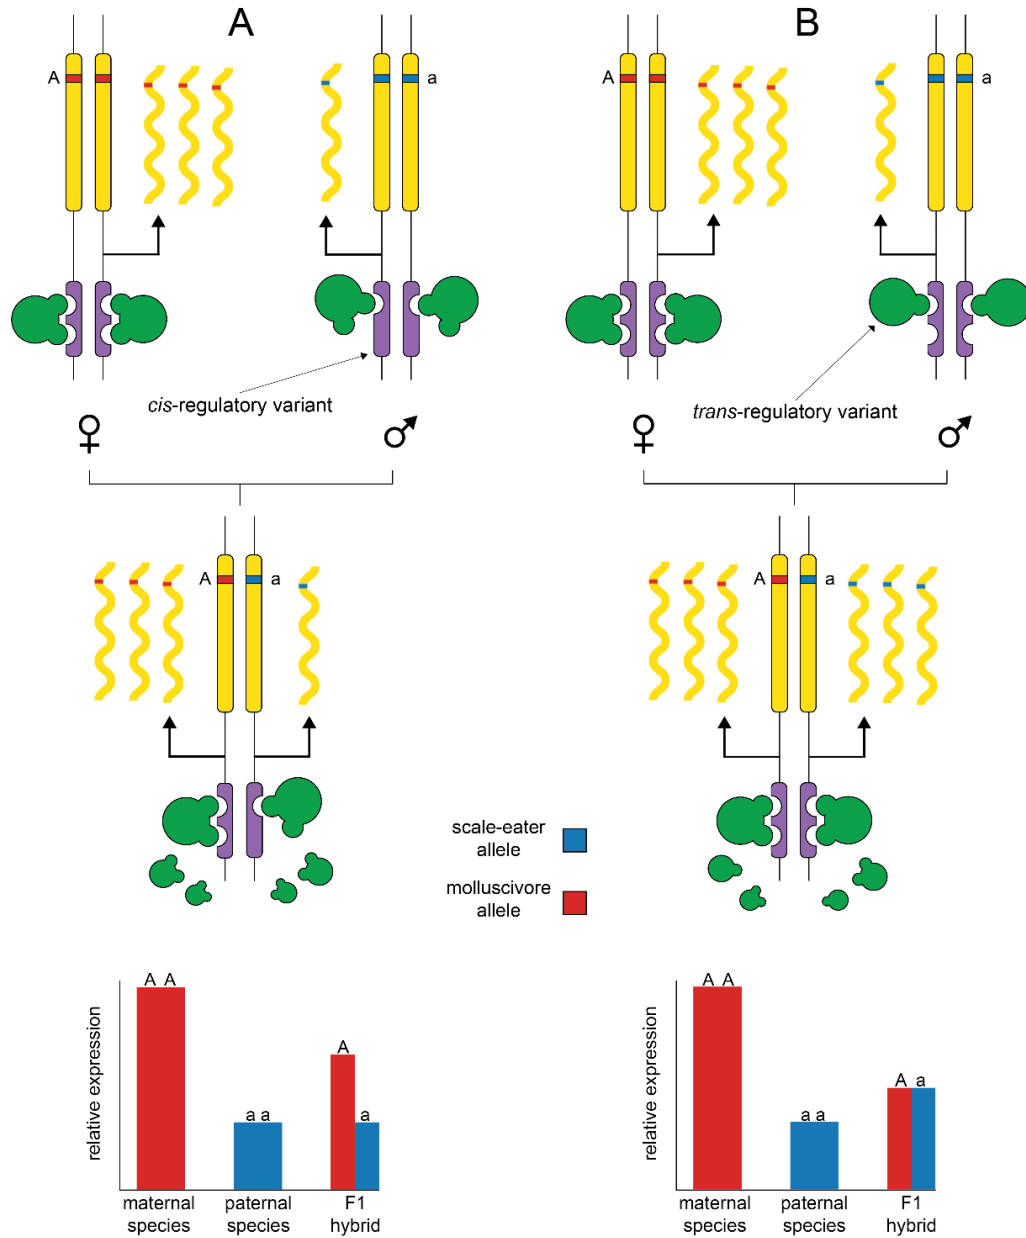 A
B
A
a
A
a
cis-regulatory variant
trans-regulatory variant
♀
♂
♀
♂
A
a
A
a
scale-eater
allele
molluscivore
allele
relative expression
A A
a a
A
a
maternal
species
paternal
species
F1
hybrid
relative expression
A A
a a
A a
maternal
species
paternal
species
F1
hybrid